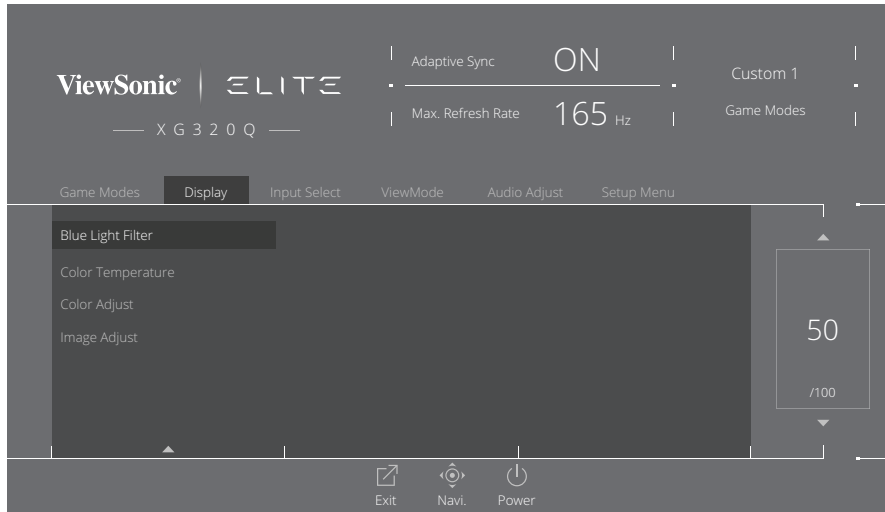 ViewSonic® ELITE
XG320Q
Adaptive Sync ON
Max. Refresh Rate 165 Hz
Custom 1
Game Modes
Game Modes Display Input Select ViewMode Audio Adjust Setup Menu
Blue Light Filter
Color Temperature
Color Adjust
Image Adjust
50
/100
Exit Navi. Power